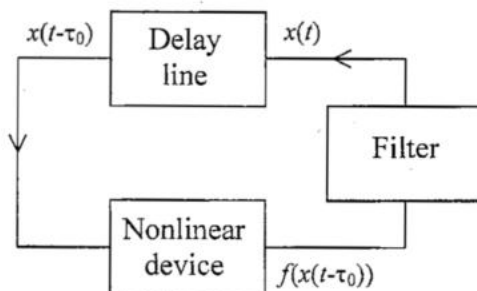 x(t-τ₀)
Delay
line
x(t)
Filter
Nonlinear
device
f(x(t-τ₀))